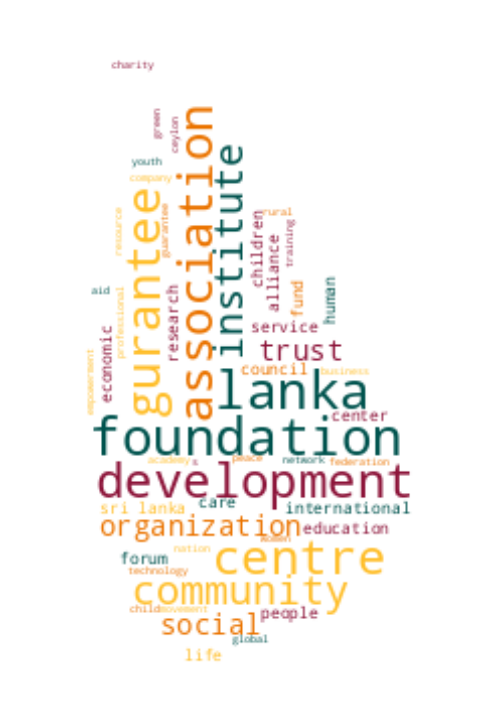 charity
green
ceylon
association
institute
youth
company
gurantee
resource
guarantee
children
rural
training
alliance
human
fund
aid
professional
research
economic
service
trust
empowerment
council
business
lanka
center
foundation
academy
s
peace
network
federation
development
sri lanka
care
international
organization
education
women
nation
forum
centre
technology
community
child
movement
people
social
global
life